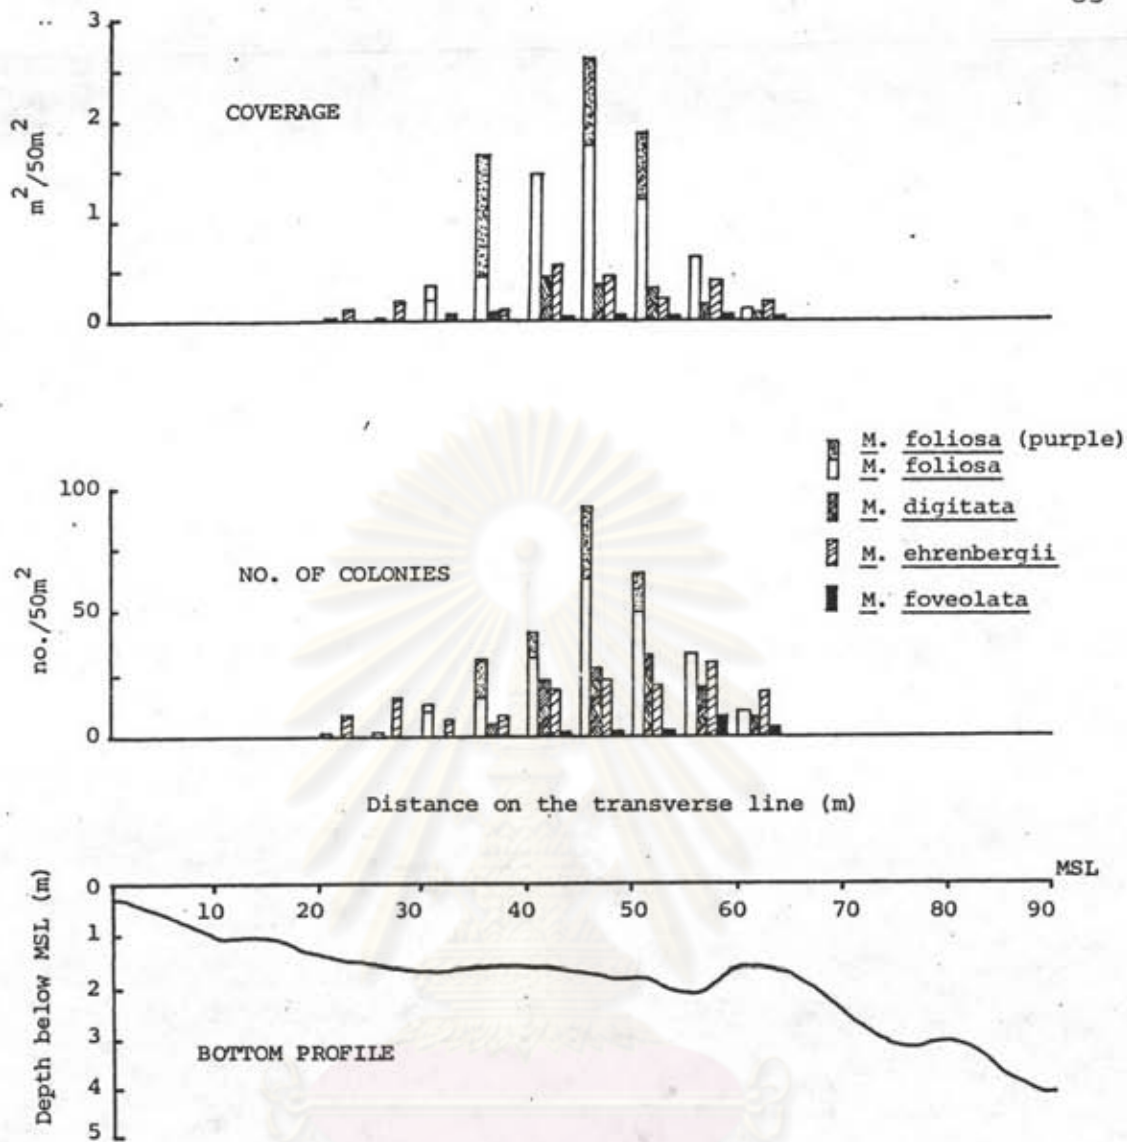 3
COVERAGE
2
m²/50m²
1
0
M. foliosa (purple)
M. foliosa
100
M. digitata
NO. OF COLONIES
M. ehrenbergii
50
M. foveolata
no./50m²
0
Distance on the transverse line (m)
MSL
0
10 20 30 40 50 60 70 80 90
1
2
Depth below MSL (m)
3
BOTTOM PROFILE
4
5